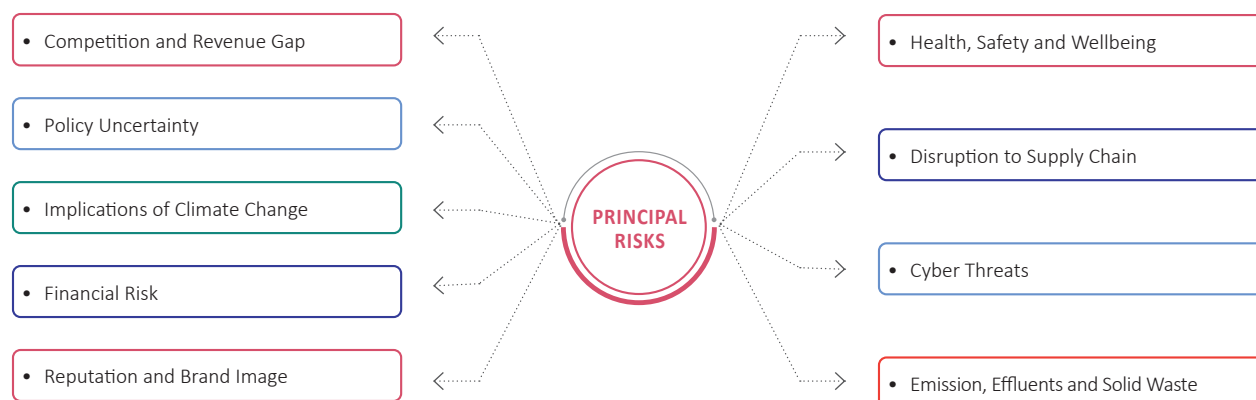 • Competition and Revenue Gap
• Policy Uncertainty
• Implications of Climate Change
• Financial Risk
• Reputation and Brand Image
PRINCIPAL
RISKS
• Health, Safety and Wellbeing
• Disruption to Supply Chain
• Cyber Threats
• Emission, Effluents and Solid Waste